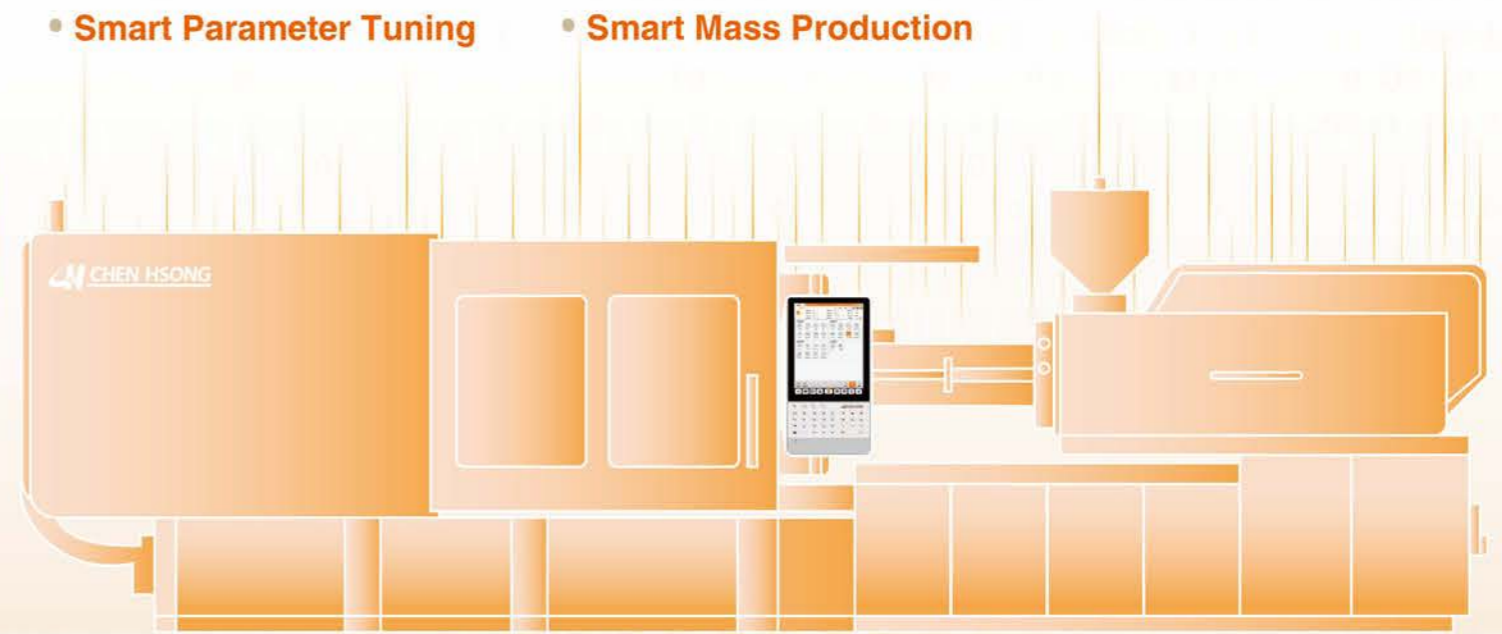 • Smart Parameter Tuning • Smart Mass Production
CHEN HSONG